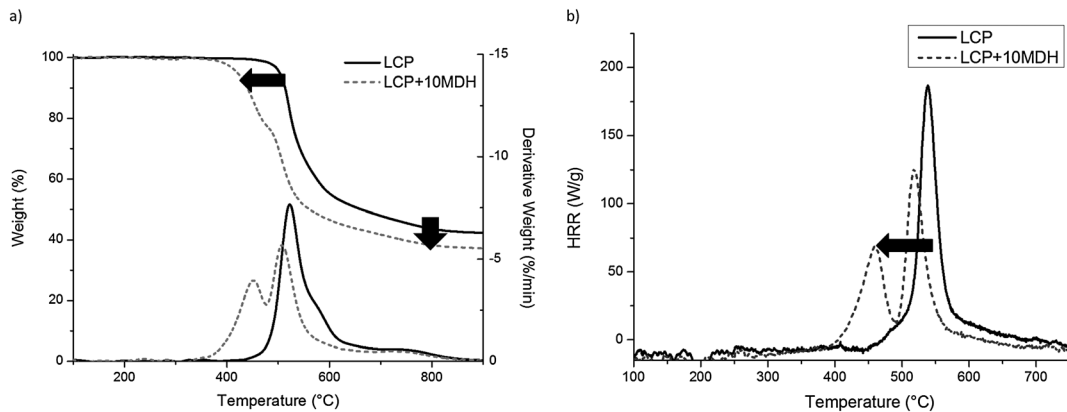 a)
LCP
LCP+10MDH
100
80
60
40
20
0
Weight (%)
-15
-10
-5
0
Derivative Weight (%/min)
200
400
600
800
Temperature (°C)
b)
LCP
LCP+10MDH
200
150
100
50
0
HRR (W/g)
100
200
300
400
500
600
700
Temperature (°C)